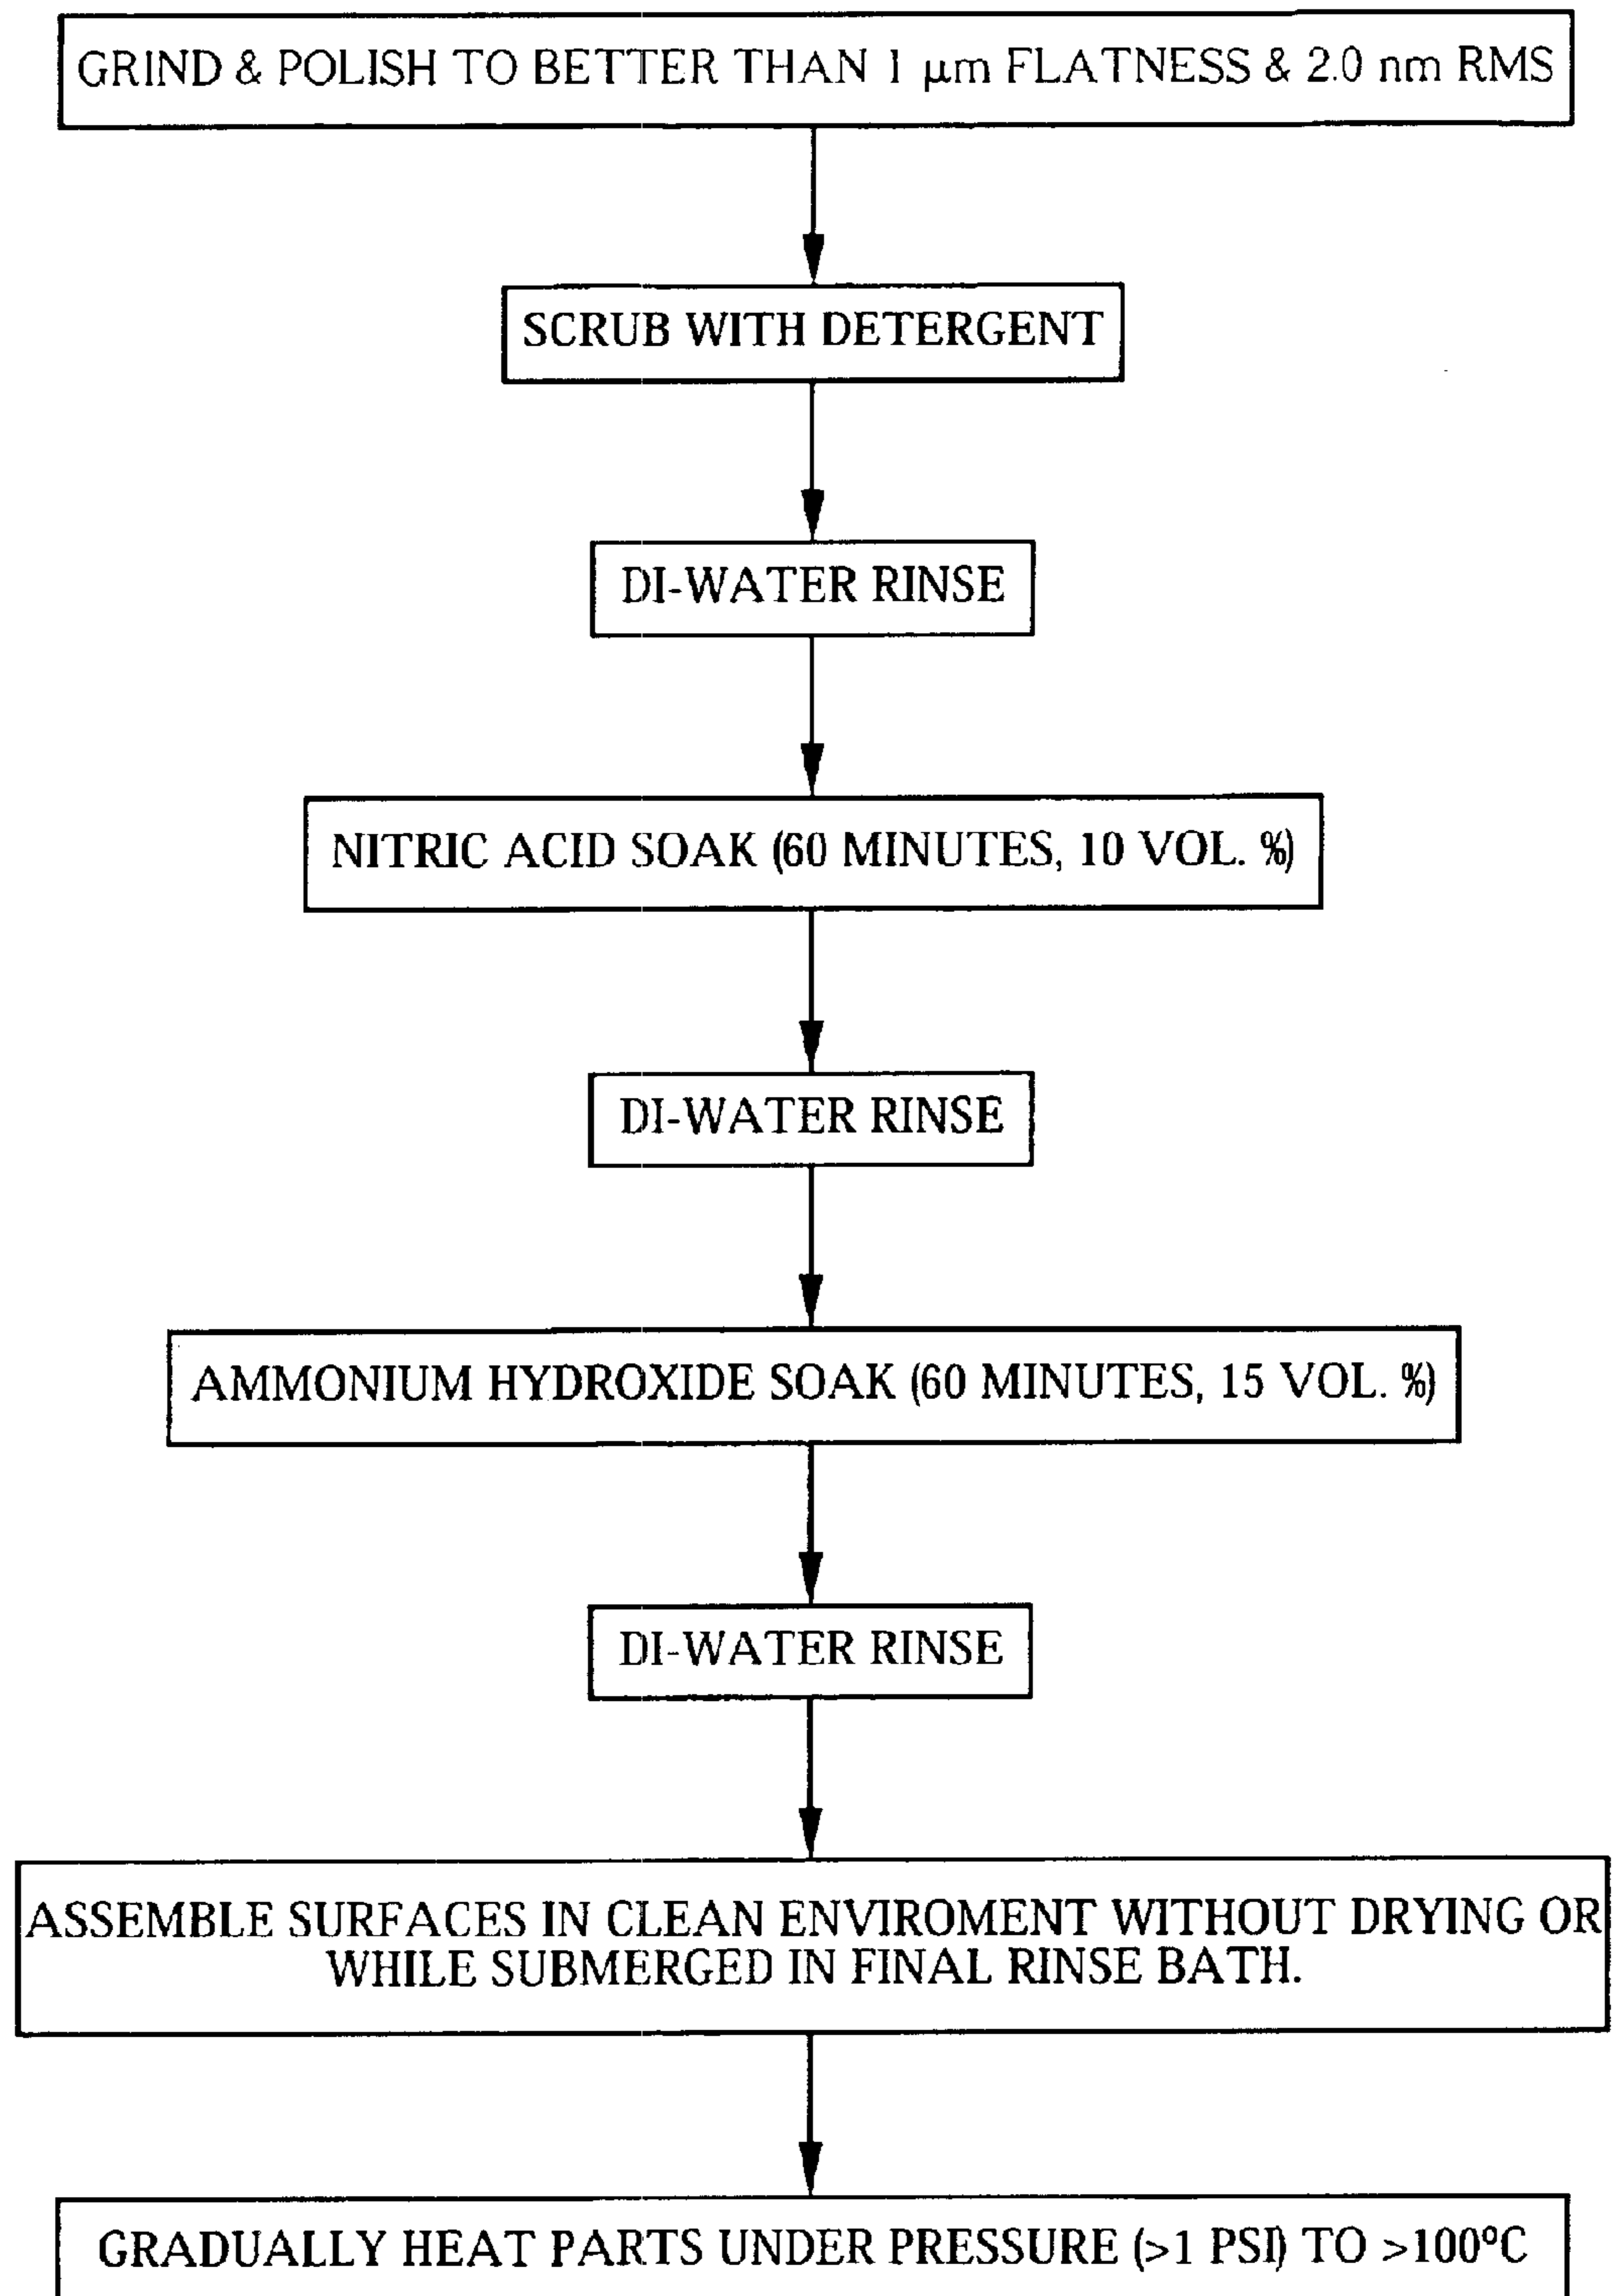 GRIND & POLISH TO BETTER THAN 1 µm FLATNESS & 2.0 nm RMS
SCRUB WITH DETERGENT
DI-WATER RINSE
NITRIC ACID SOAK (60 MINUTES, 10 VOL. %)
DI-WATER RINSE
AMMONIUM HYDROXIDE SOAK (60 MINUTES, 15 VOL. %)
DI-WATER RINSE
ASSEMBLE SURFACES IN CLEAN ENVIROMENT WITHOUT DRYING OR
WHILE SUBMERGED IN FINAL RINSE BATH.
GRADUALLY HEAT PARTS UNDER PRESSURE (>1 PSI) TO >100ºC